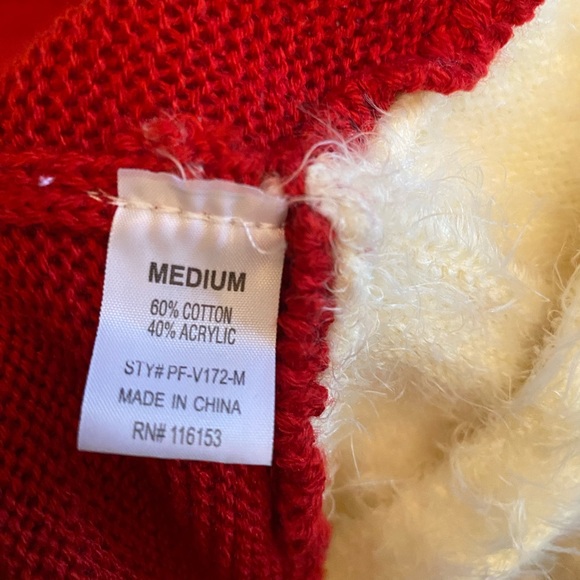 MEDIUM
60% COTTON
40% ACRYLIC
STY# PF-V172-M
MADE IN CHINA
RN# 116153